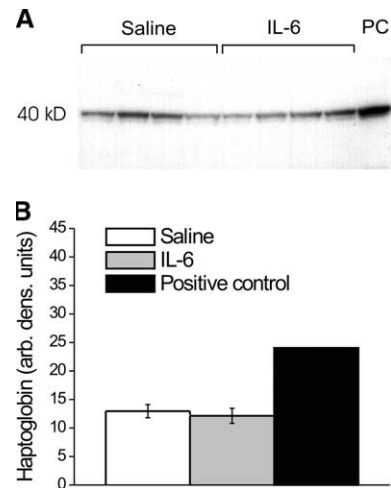 A
Saline IL-6 PC
40 kD
B
Haptoglobin (arb. dens. units)
45
40
35
30
25
20
15
10
5
0
Saline
IL-6
Positive control